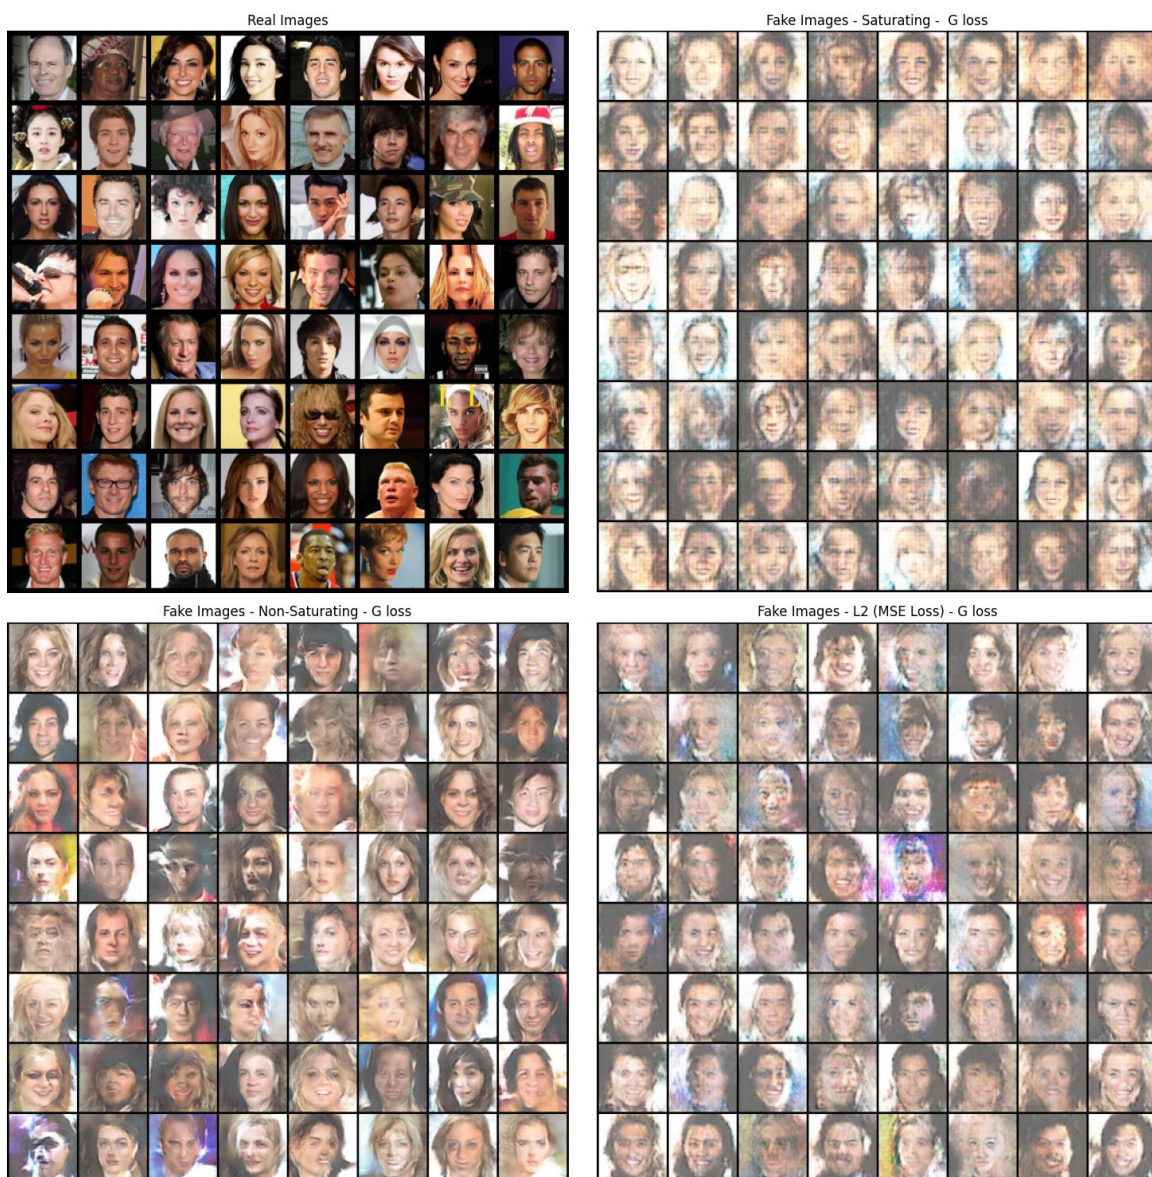 Real Images
Fake Images - Saturating -  G loss
Fake Images - Non-Saturating - G loss
Fake Images - L2 (MSE Loss) - G loss